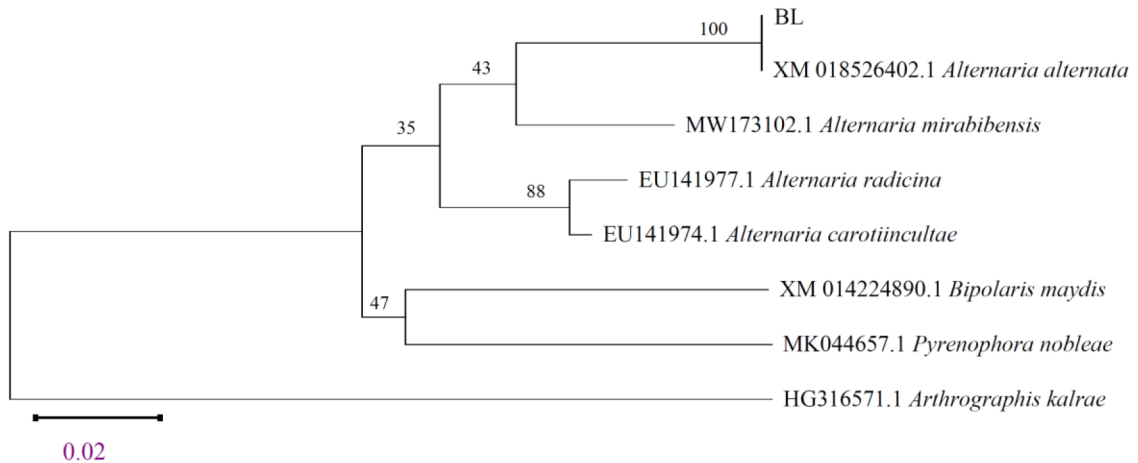 BL
100
XM 018526402.1 Alternaria alternata
43
MW173102.1 Alternaria mirabibensis
35
EU141977.1 Alternaria radicina
88
EU141974.1 Alternaria carotiincultae
XM 014224890.1 Bipolaris maydis
47
MK044657.1 Pyrenophora nobleae
HG316571.1 Arthrographis kalrae
0.02